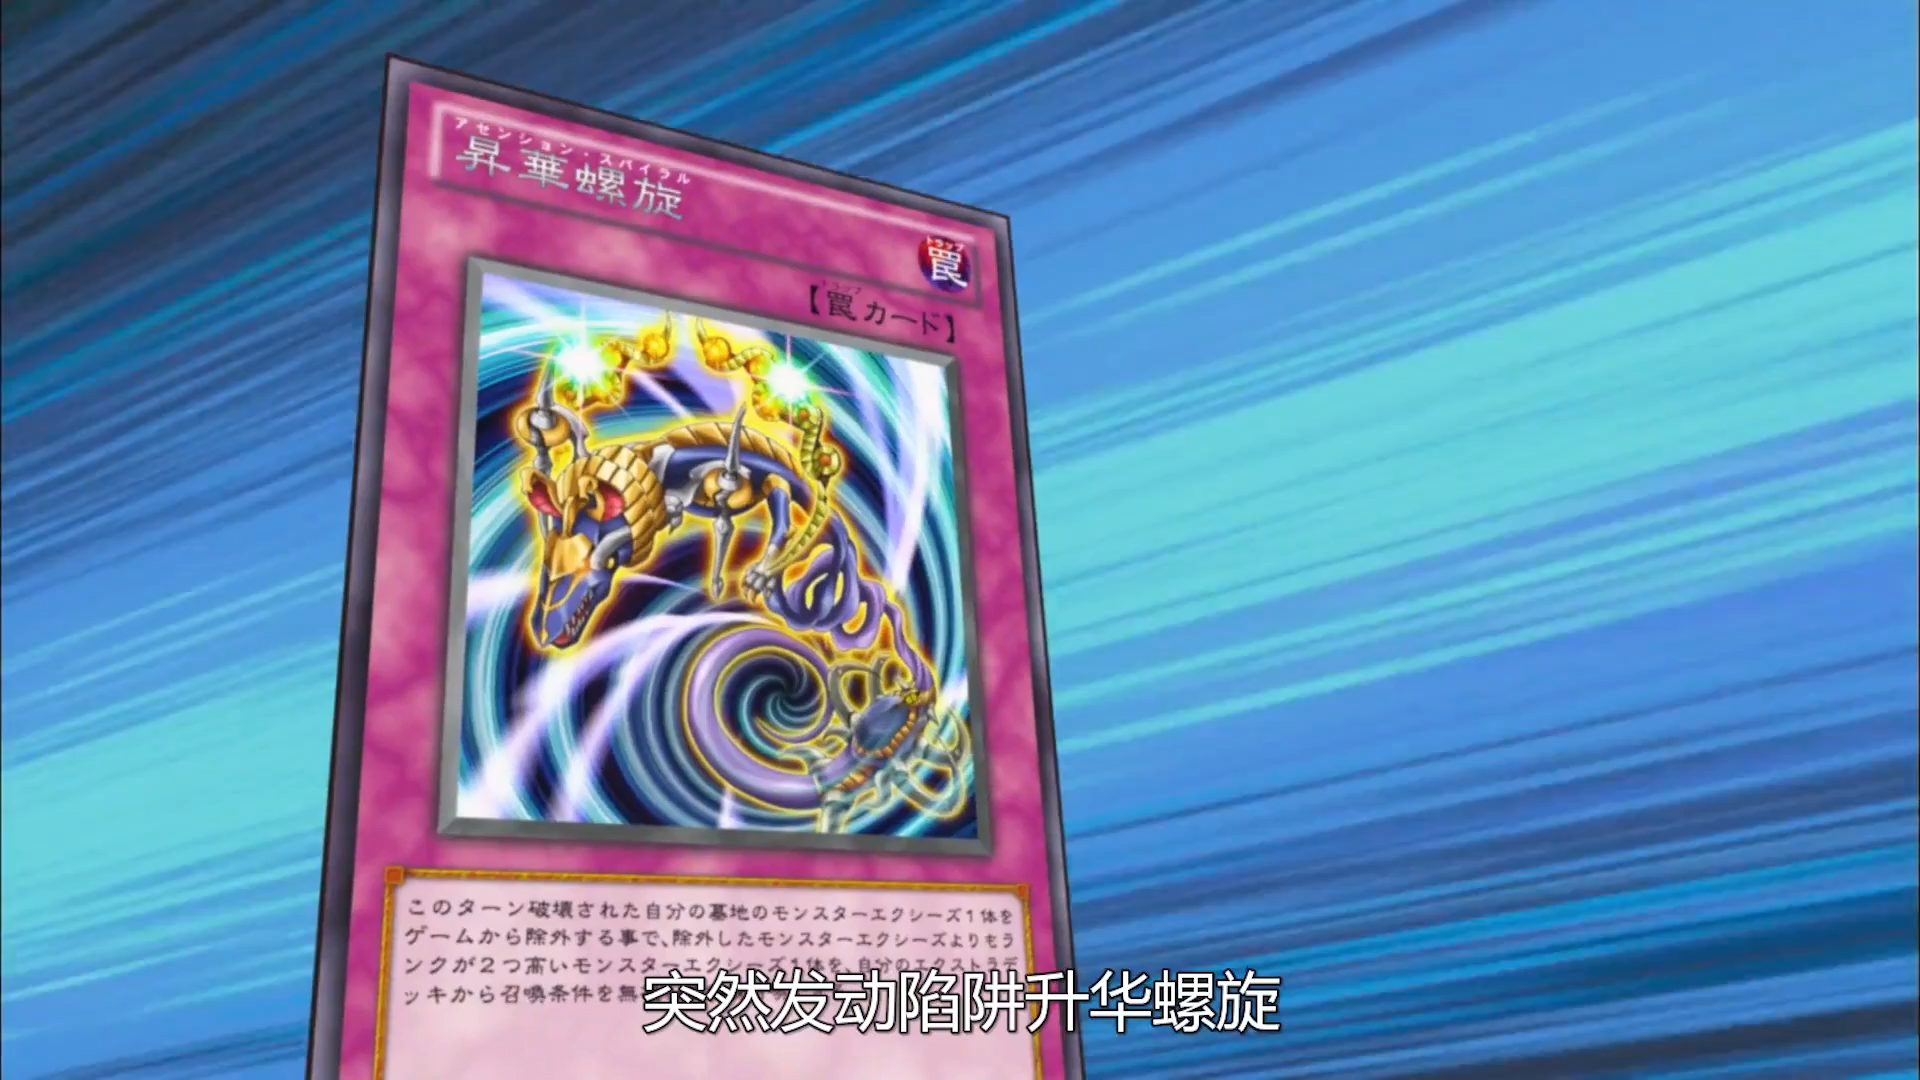 アセンション・スパイラル
昇華螺旋
トラップ
罠
トラップ
【罠カード】
このターン破壊された自分の墓地のモンスターエクシーズ1体を
ゲームから除外する事で、除外したモンスターエクシーズよりもラ
ンクが2つ高いモンスターエクシーズ1体を、自分のエクストラデ
ッキから召喚条件を無
突然发动陷阱升华螺旋